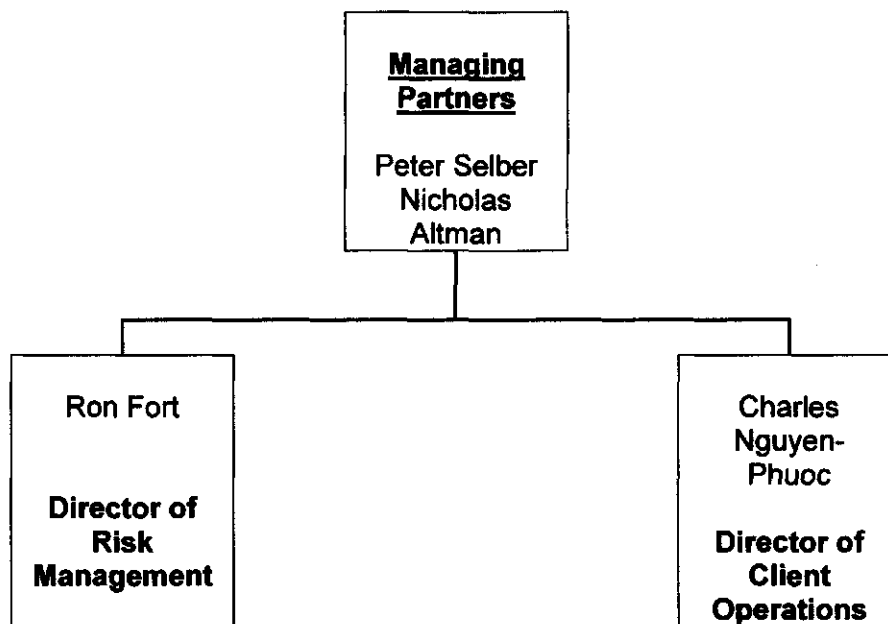 Managing
Partners
Peter Selber
Nicholas
Altman
Ron Fort
Director of
Risk
Management
Charles
Nguyen-
Phuoc
Director of
Client
Operations